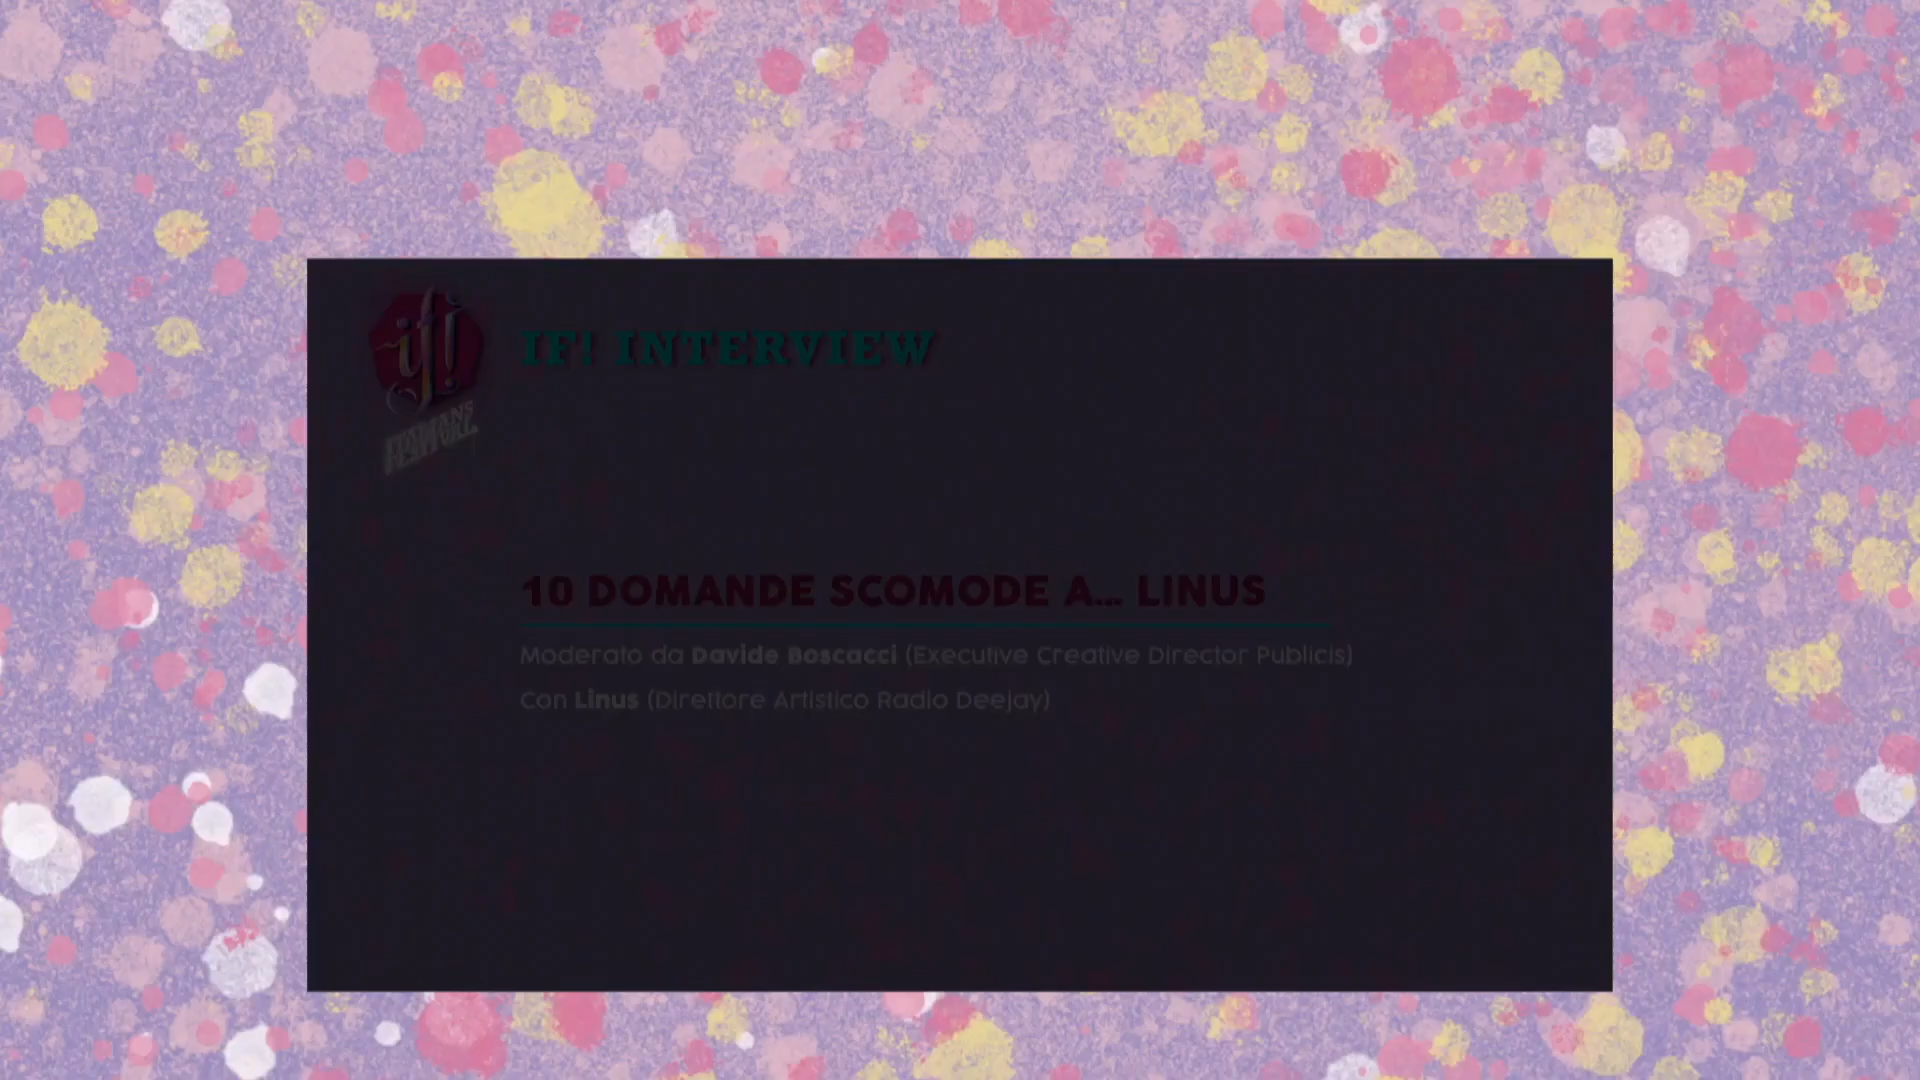 if!
IF! INTERVIEW
10 DOMANDE SCOMODE A... LINUS
Moderato da Davide Boscacci (Executive Creative Director Publicis)
Con Linus (Direttore Artistico Radio Deejay)